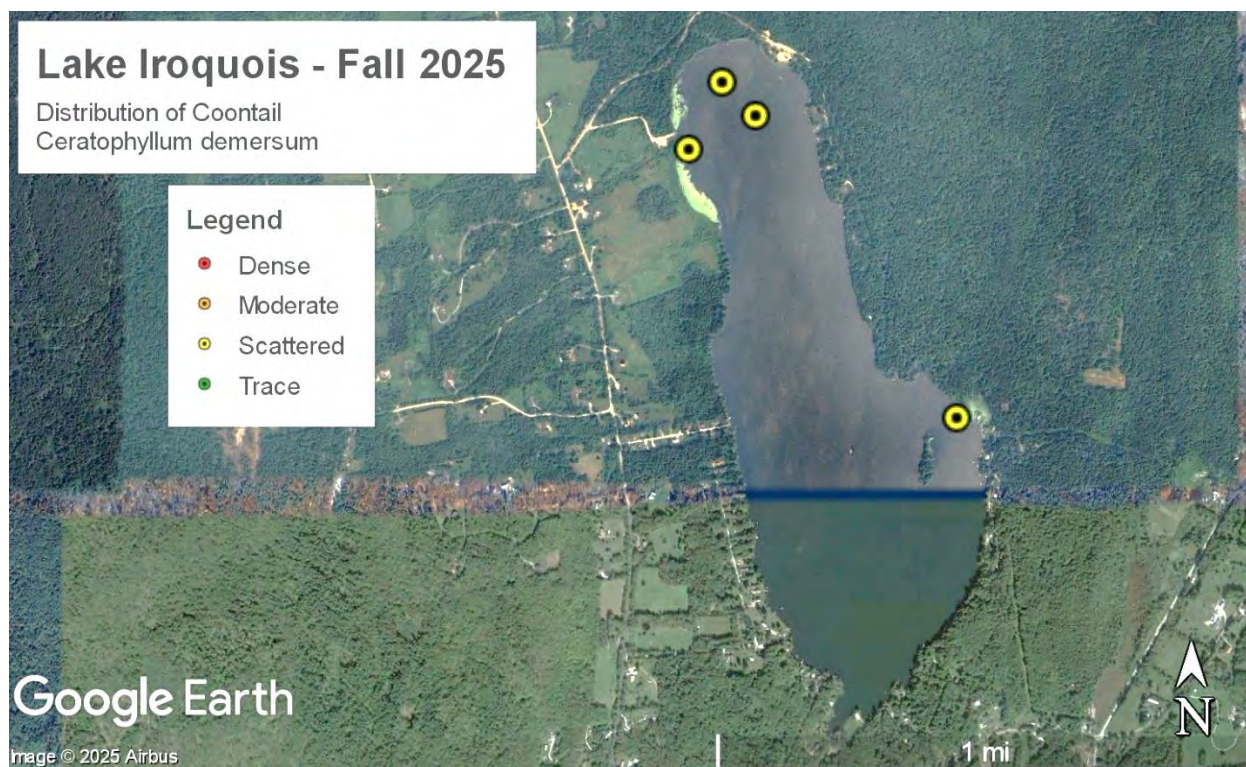 Lake Iroquois - Fall 2025
Distribution of Coontail
Ceratophyllum demersum
Legend
Dense
Moderate
Scattered
Trace
Google Earth
Image © 2025 Airbus
1 mi
N